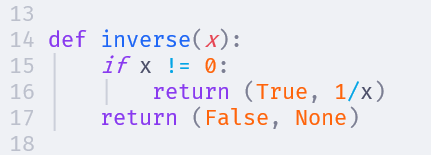 13
14 def inverse(x):
15     if x != 0:
16         return (True, 1/x)
17     return (False, None)
18